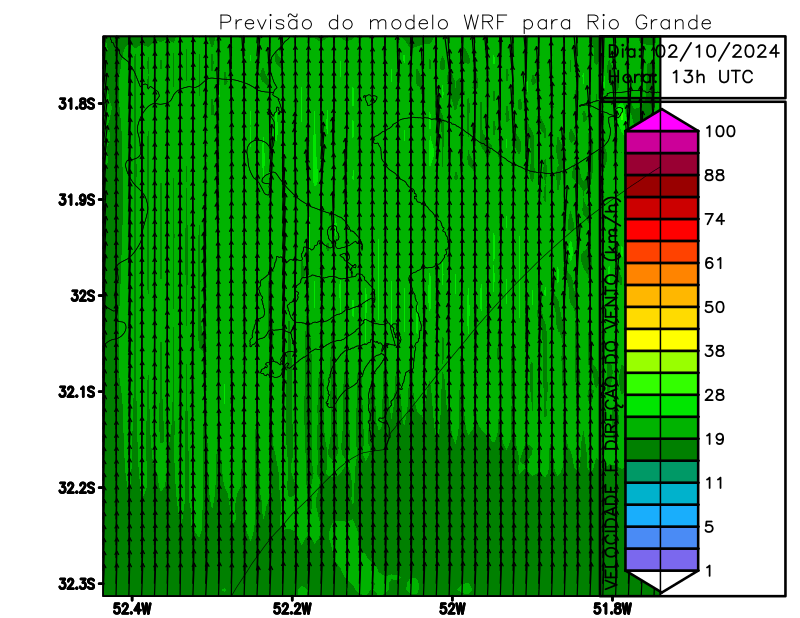 Previsão do modelo WRF para Rio Grande
Dia: 02/10/2024
Hora: 13h UTC
31.8S
31.9S
32S
32.1S
32.2S
32.3S
52.4W
52.2W
52W
51.8W
VELOCIDADE E DIREÇÃO DO VENTO (km/h)
100
88
74
61
50
38
28
19
11
5
1